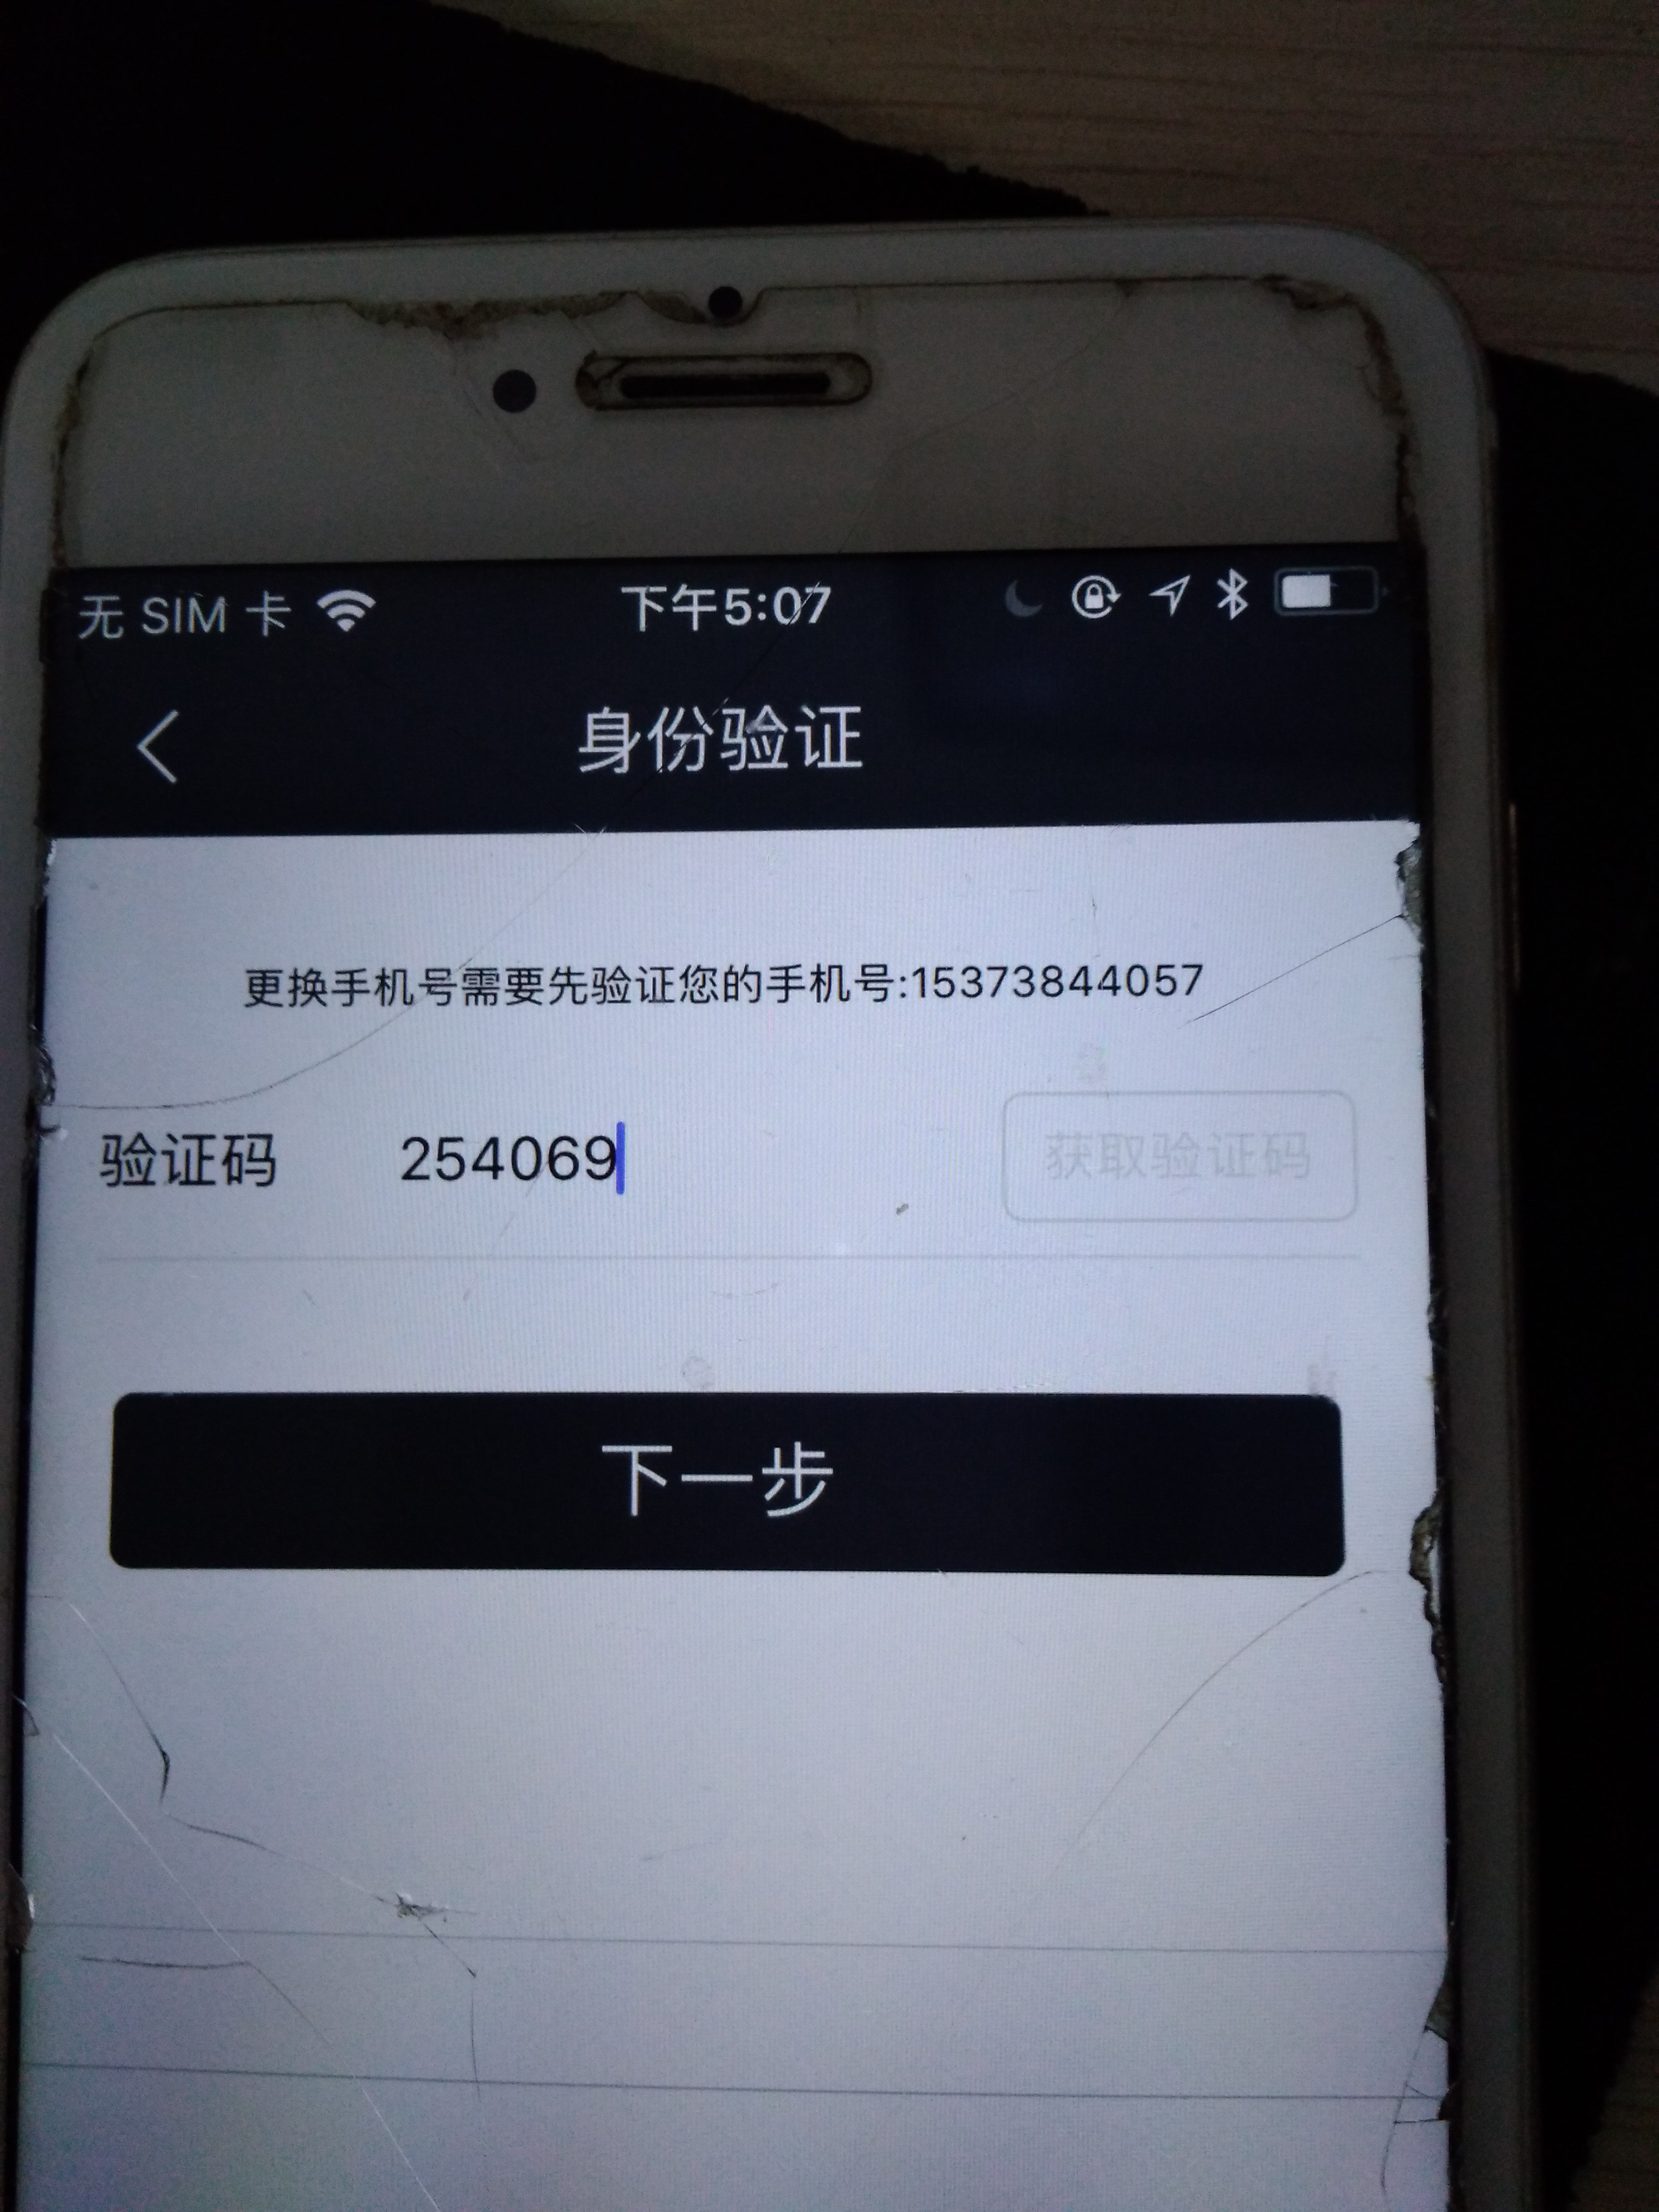 无 SIM 卡 下午5:07
身份验证
更换手机号需要先验证您的手机号:15373844057
验证码 254069 获取验证码
下一步